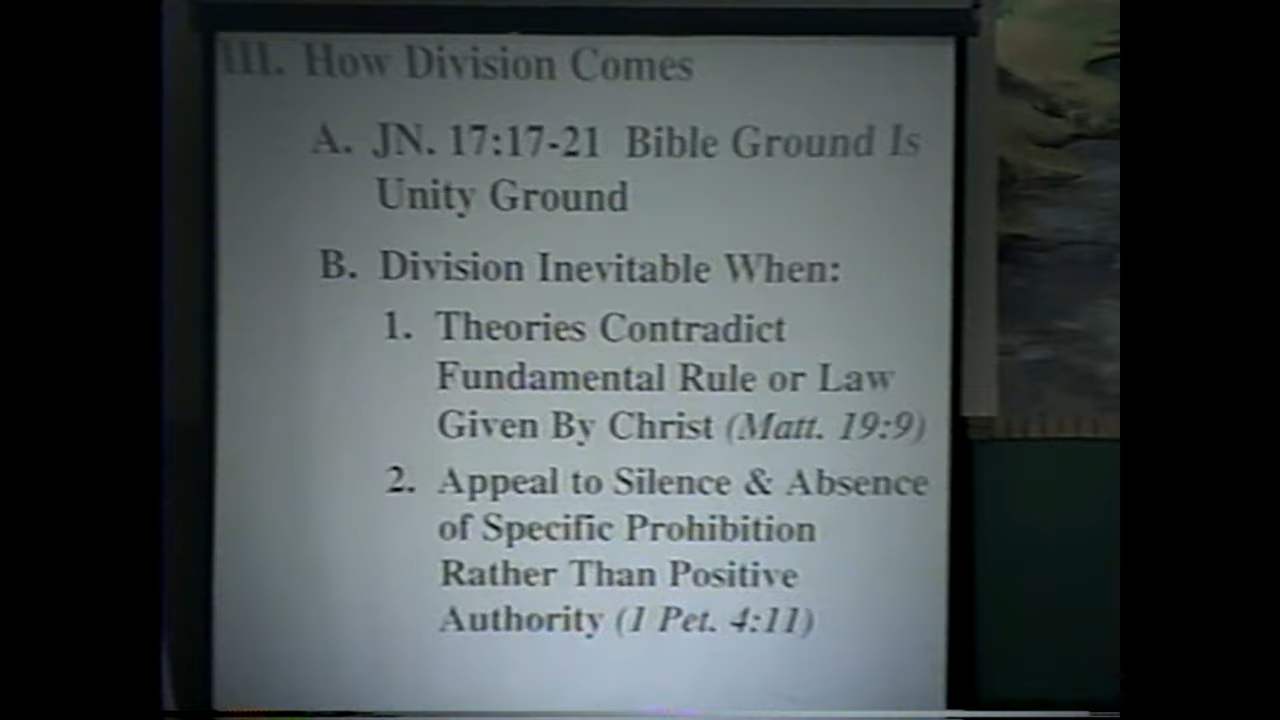 III. How Division Comes
A. JN. 17:17-21 Bible Ground Is
Unity Ground
B. Division Inevitable When:
1. Theories Contradict
Fundamental Rule or Law
Given By Christ (Matt. 19:9)
2. Appeal to Silence & Absence
of Specific Prohibition
Rather Than Positive
Authority (1 Pet. 4:11)